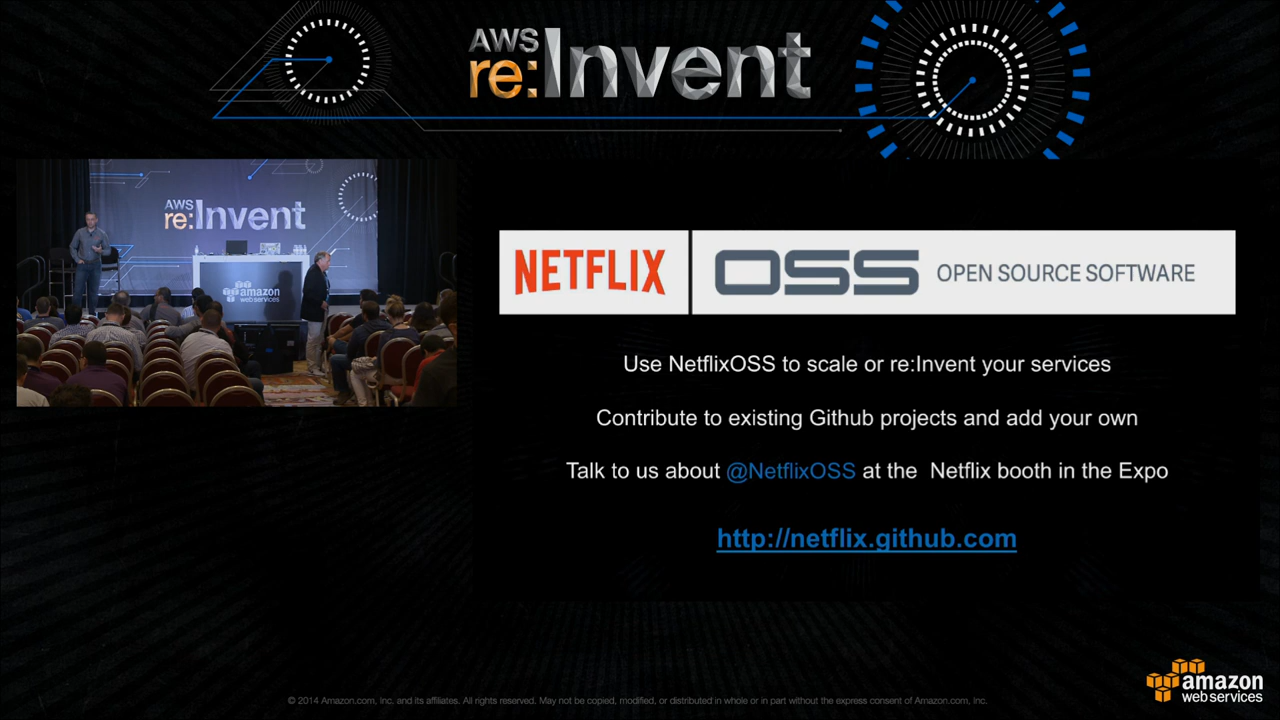 AWS
re:Invent
AWS
re:Invent
amazon
web services
NETFLIX OSS OPEN SOURCE SOFTWARE
Use NetflixOSS to scale or re:Invent your services
Contribute to existing Github projects and add your own
Talk to us about @NetflixOSS at the Netflix booth in the Expo
http://netflix.github.com
© 2014 Amazon.com, Inc. and its affiliates. All rights reserved. May not be copied, modified, or distributed in whole or in part without the express consent of Amazon.com, Inc.
amazon
web services